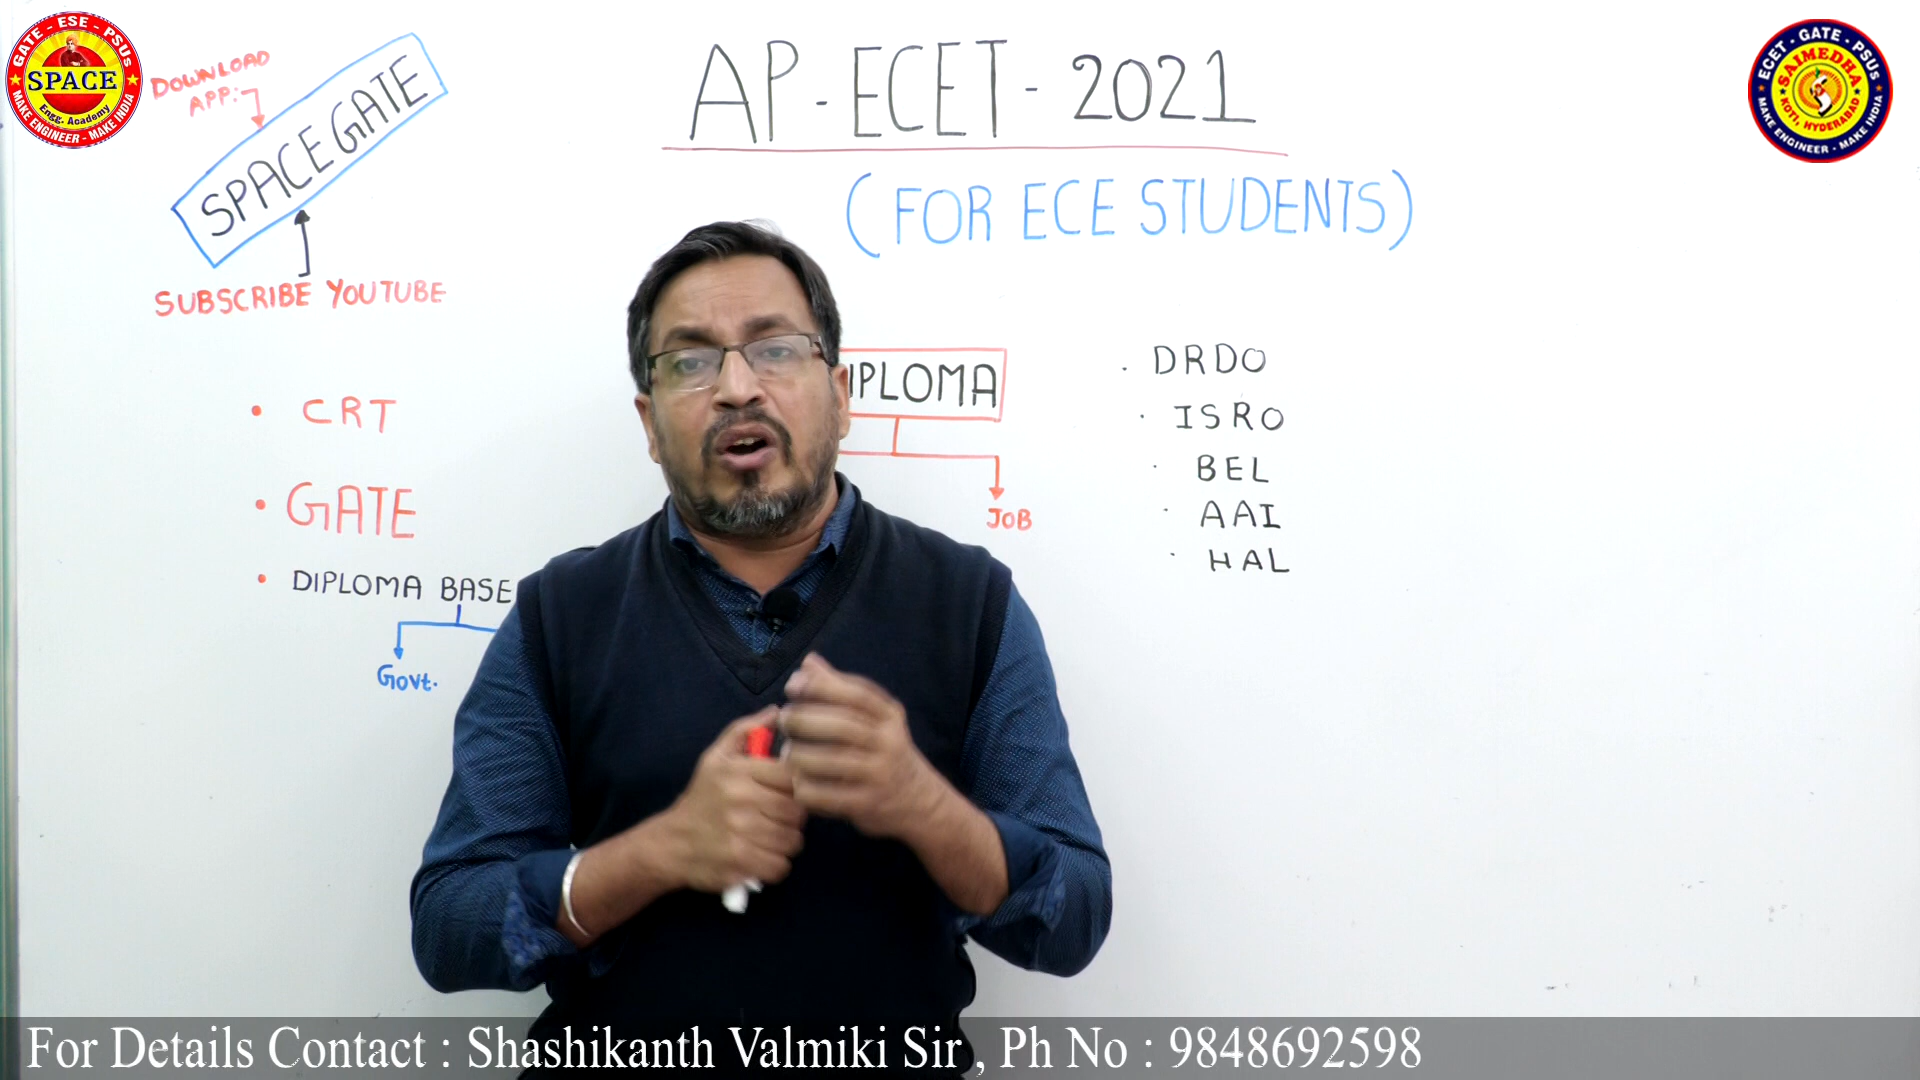 GATE - ESE - PSUs
SPACE
Engg. Academy
MAKE ENGINEER - MAKE INDIA
DOWNLOAD
APP:-
SPACE GATE
SUBSCRIBE YOUTUBE
AP - ECET - 2021
(FOR ECE STUDENTS)
ECET - GATE - PSUs
SAIMEDHA
KOTI, HYDERABAD
MAKE ENGINEER - MAKE INDIA
• CRT
• GATE
• DIPLOMA BASE
Govt.
IPLOMA
JOB
. DRDO
. ISRO
. BEL
. AAI
. HAL
For Details Contact : Shashikanth Valmiki Sir , Ph No : 9848692598